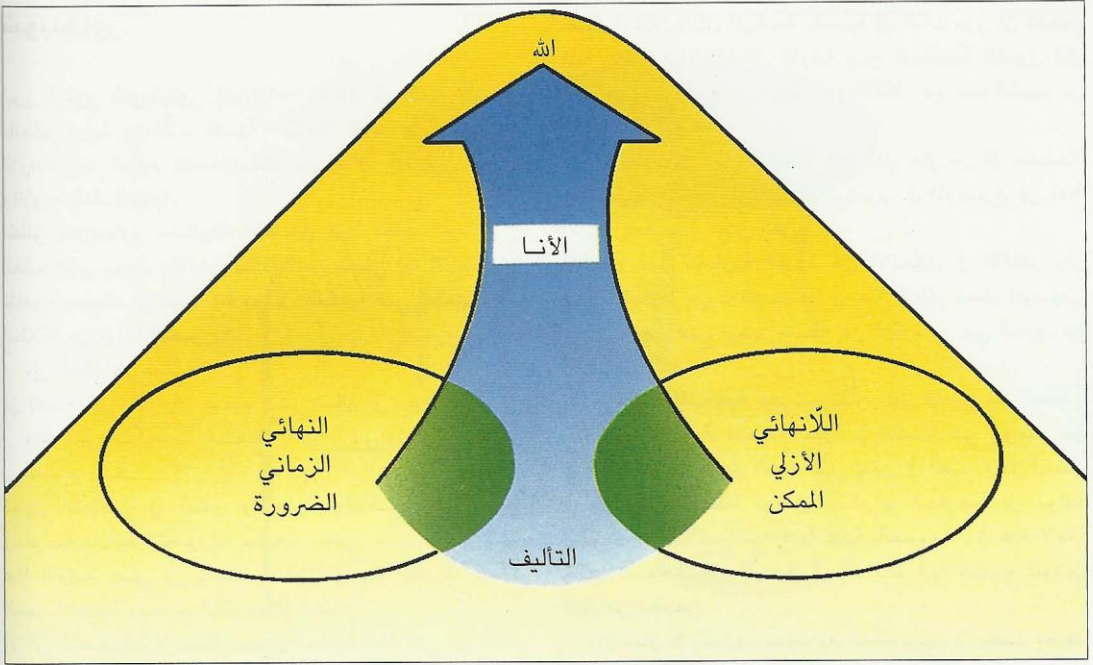 الله
الأنا
اللّانهائي
الأزلي
الممكن
النهائي
الزماني
الضرورة
التأليف